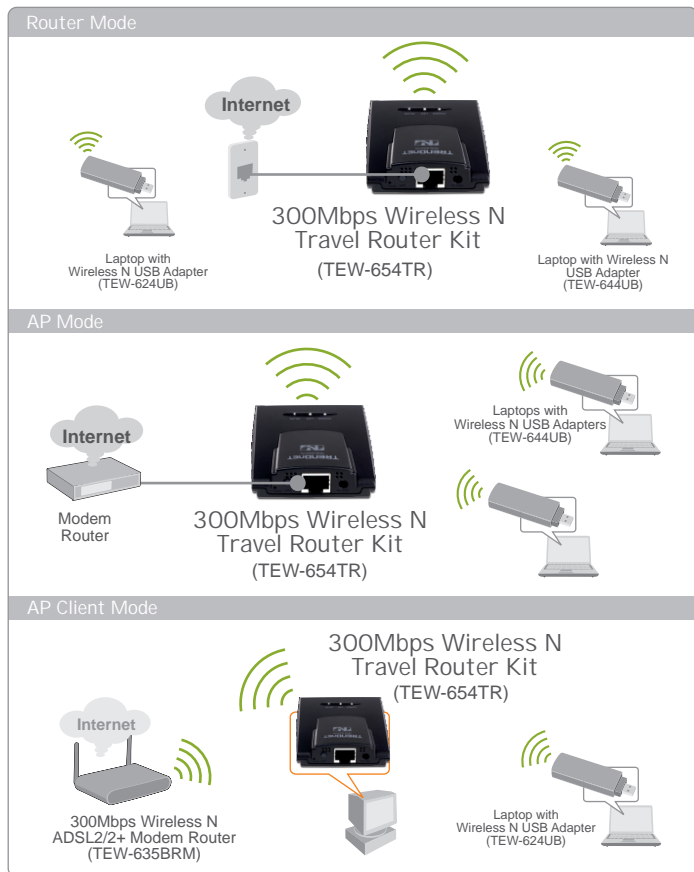 Router Mode
Internet
TRENDNET
300Mbps Wireless N
Travel Router Kit
(TEW-654TR)
Laptop with
Wireless N USB Adapter
(TEW-624UB)
Laptop with Wireless N
USB Adapter
(TEW-644UB)
AP Mode
Internet
TRENDNET
Modem
Router
300Mbps Wireless N
Travel Router Kit
(TEW-654TR)
Laptops with
Wireless N USB Adapters
(TEW-644UB)
AP Client Mode
300Mbps Wireless N
Travel Router Kit
(TEW-654TR)
Internet
TRENDNET
300Mbps Wireless N
ADSL2/2+ Modem Router
(TEW-635BRM)
Laptop with
Wireless N USB Adapter
(TEW-624UB)